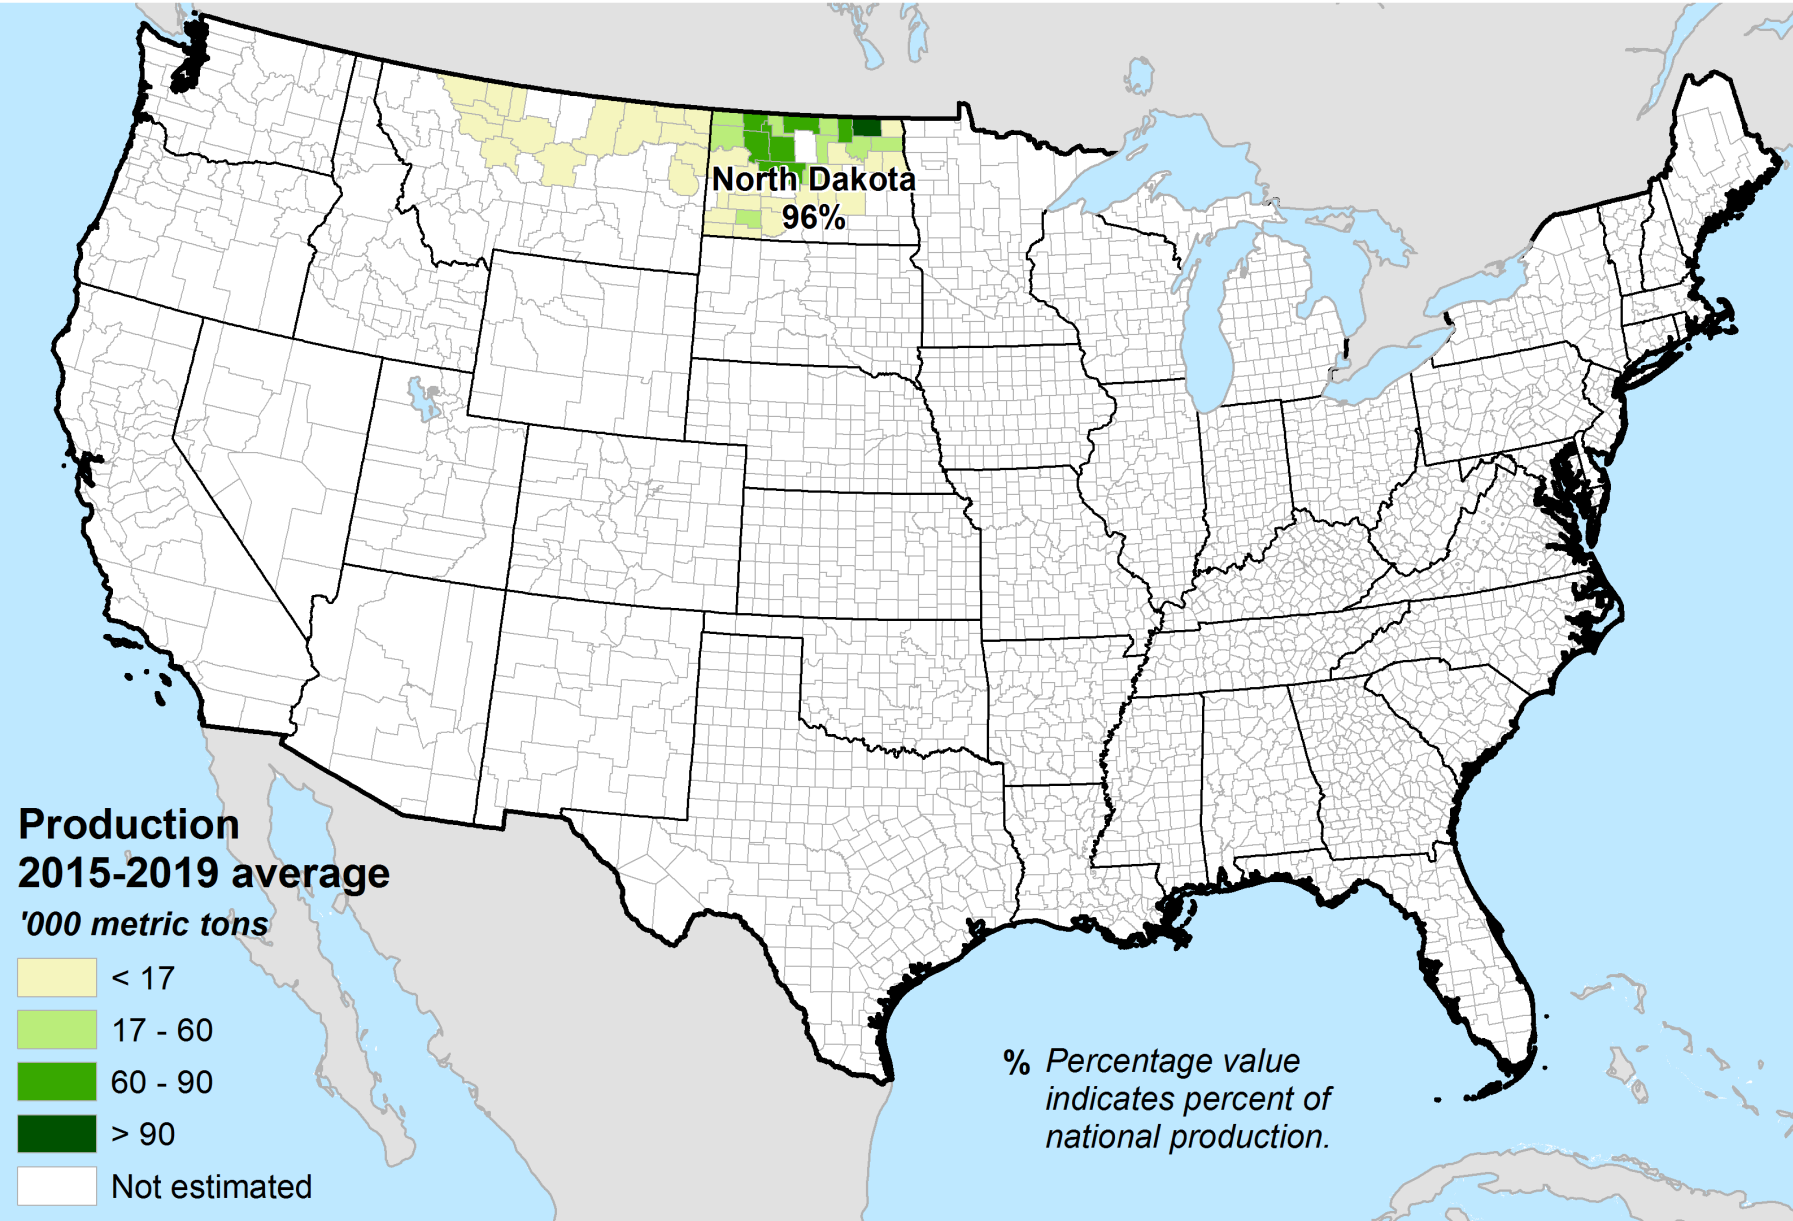 North Dakota
96%
Production
2015-2019 average
'000 metric tons
< 17
17 - 60
60 - 90
> 90
Not estimated
% Percentage value
indicates percent of
national production.